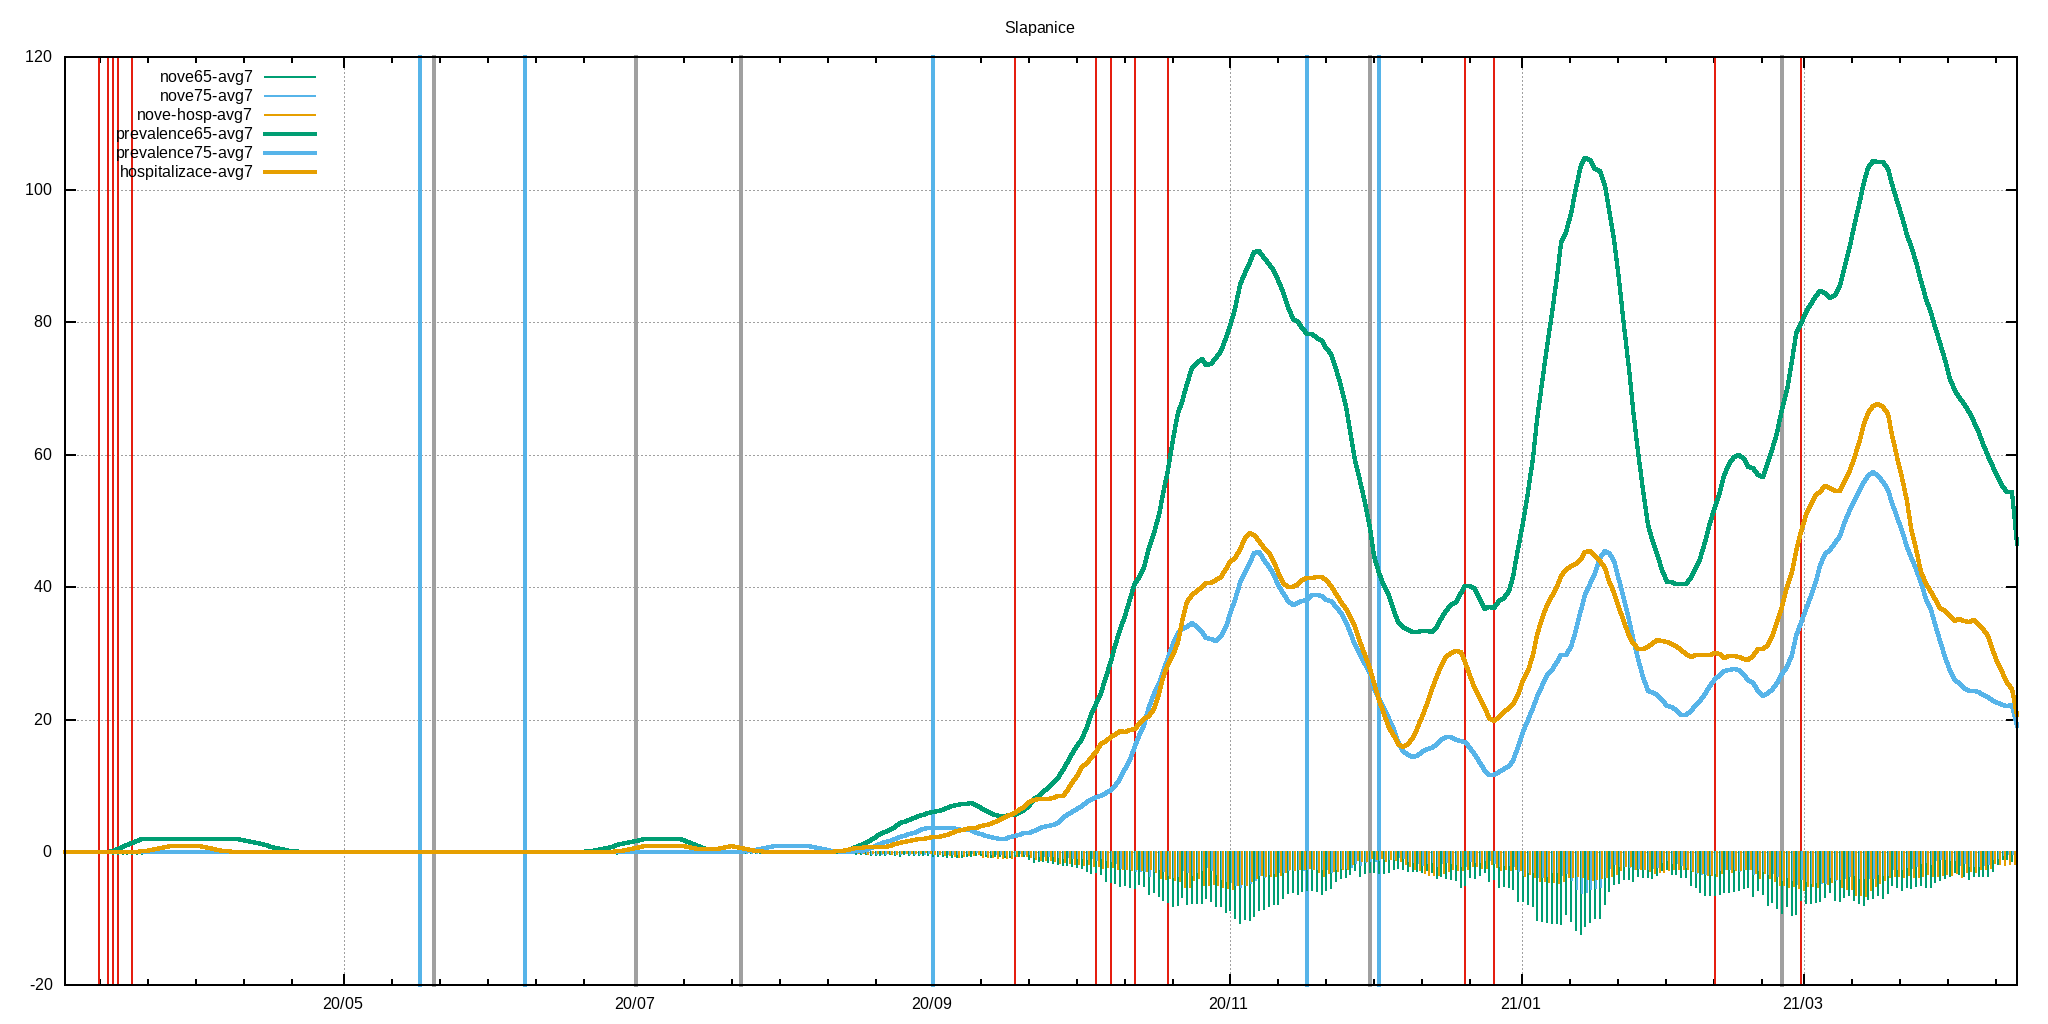 Slapanice
120
nove65-avg7
nove75-avg7
nove-hosp-avg7
prevalence65-avg7
prevalence75-avg7
hospitalizace-avg7
100
80
60
40
20
0
-20
20/05 20/07 20/09 20/11 21/01 21/03